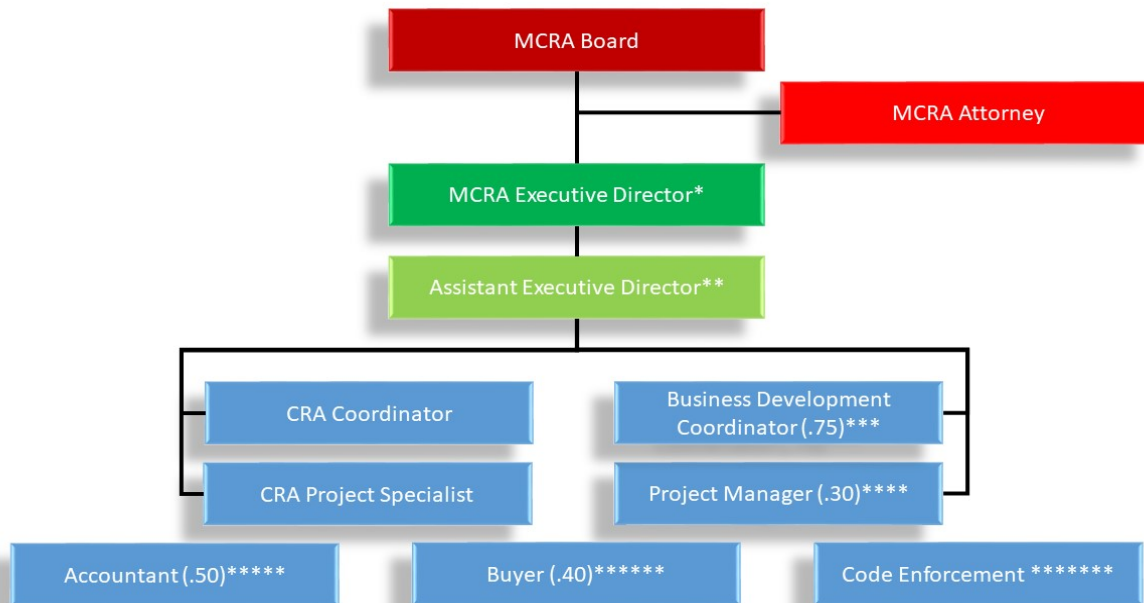 MCRA Board
MCRA Attorney
MCRA Executive Director*
Assistant Executive Director**
CRA Coordinator
Business Development
Coordinator (.75)***
CRA Project Specialist
Project Manager (.30)****
Accountant (.50)*****
Buyer (.40)******
Code Enforcement *******